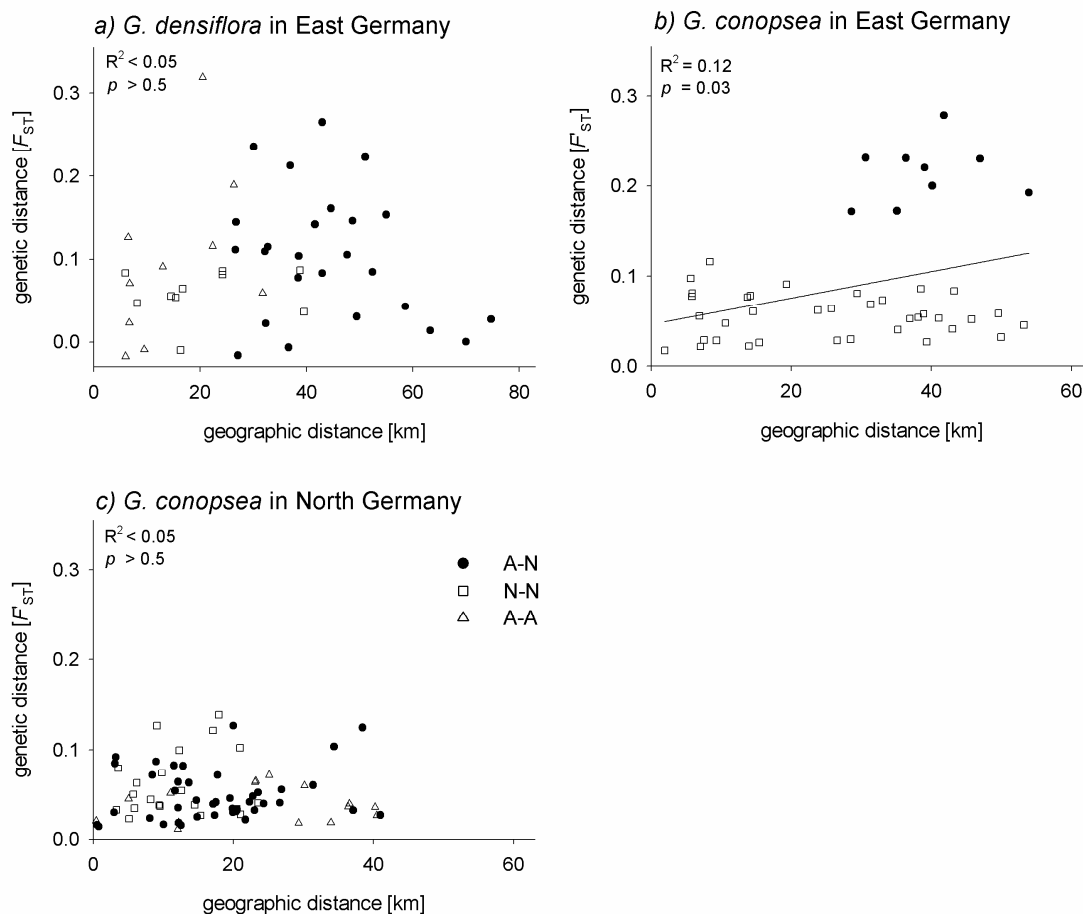 a) G. densiflora in East Germany
R² < 0.05
p > 0.5
genetic distance [FST]
0.3
0.2
0.1
0.0
0 20 40 60 80
geographic distance [km]
b) G. conopsea in East Germany
R² = 0.12
p = 0.03
genetic distance [F'ST]
0.3
0.2
0.1
0.0
0 20 40 60
geographic distance [km]
c) G. conopsea in North Germany
R² < 0.05
p > 0.5
genetic distance [F'ST]
0.3
0.2
0.1
0.0
0 20 40 60
geographic distance [km]
A-N
N-N
A-A